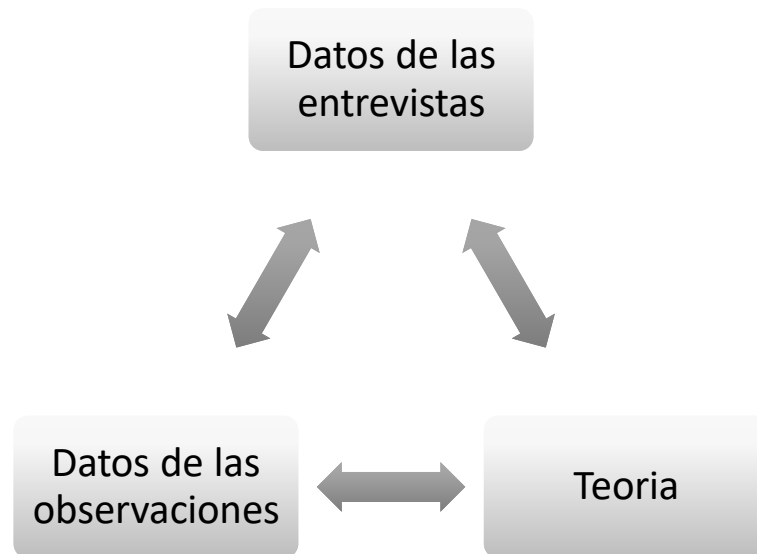 Datos de las
entrevistas
Datos de las
observaciones
Teoria